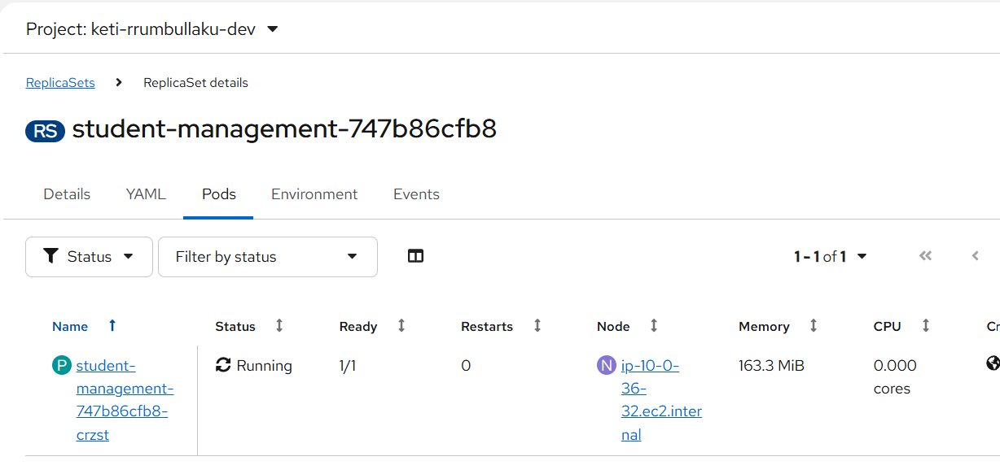 Project: keti-rrumbullaku-dev
ReplicaSets > ReplicaSet details
RS student-management-747b86cfb8
Details YAML Pods Environment Events
Status Filter by status 1 - 1 of 1
Name Status Ready Restarts Node Memory CPU
P student- Running 1/1 0 N ip-10-0- 163.3 MiB 0.000
management- 36- cores
747b86cfb8- 32.ec2.inter
crzst nal